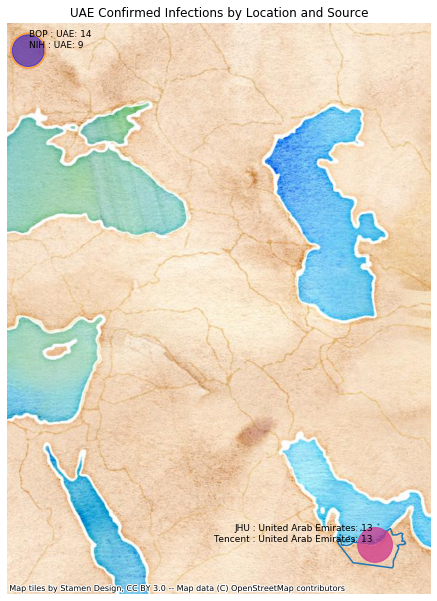 UAE Confirmed Infections by Location and Source
BOP : UAE: 14
NIH : UAE: 9
JHU : United Arab Emirates: 13
Tencent : United Arab Emirates: 13
Map tiles by Stamen Design, CC BY 3.0 -- Map data (C) OpenStreetMap contributors